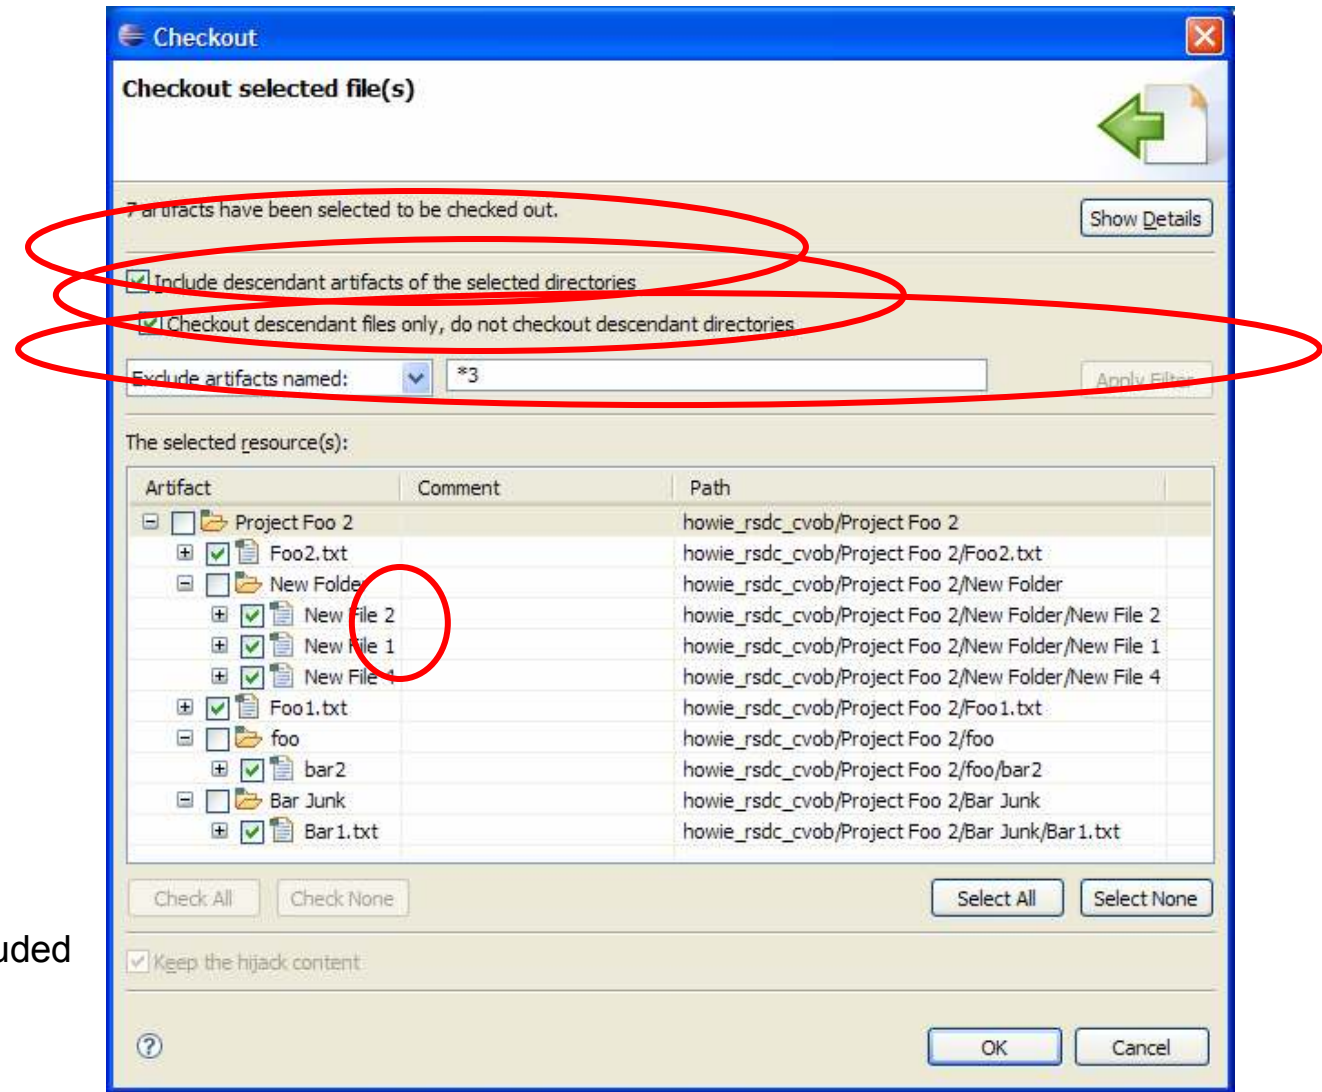 Checkout
Checkout selected file(s)
7 artifacts have been selected to be checked out.
Show Details
Include descendant artifacts of the selected directories
Checkout descendant files only, do not checkout descendant directories
Exclude artifacts named: *3 Apply Filter
The selected resource(s):
Artifact Comment Path
Project Foo 2 howie_rsdc_cvob/Project Foo 2
Foo2.txt howie_rsdc_cvob/Project Foo 2/Foo2.txt
New Folder howie_rsdc_cvob/Project Foo 2/New Folder
New File 2 howie_rsdc_cvob/Project Foo 2/New Folder/New File 2
New File 1 howie_rsdc_cvob/Project Foo 2/New Folder/New File 1
New File 4 howie_rsdc_cvob/Project Foo 2/New Folder/New File 4
Foo1.txt howie_rsdc_cvob/Project Foo 2/Foo1.txt
foo howie_rsdc_cvob/Project Foo 2/foo
bar2 howie_rsdc_cvob/Project Foo 2/foo/bar2
Bar Junk howie_rsdc_cvob/Project Foo 2/Bar Junk
Bar1.txt howie_rsdc_cvob/Project Foo 2/Bar Junk/Bar1.txt
Check All Check None Select All Select None
uded
Keep the hijack content
? OK Cancel